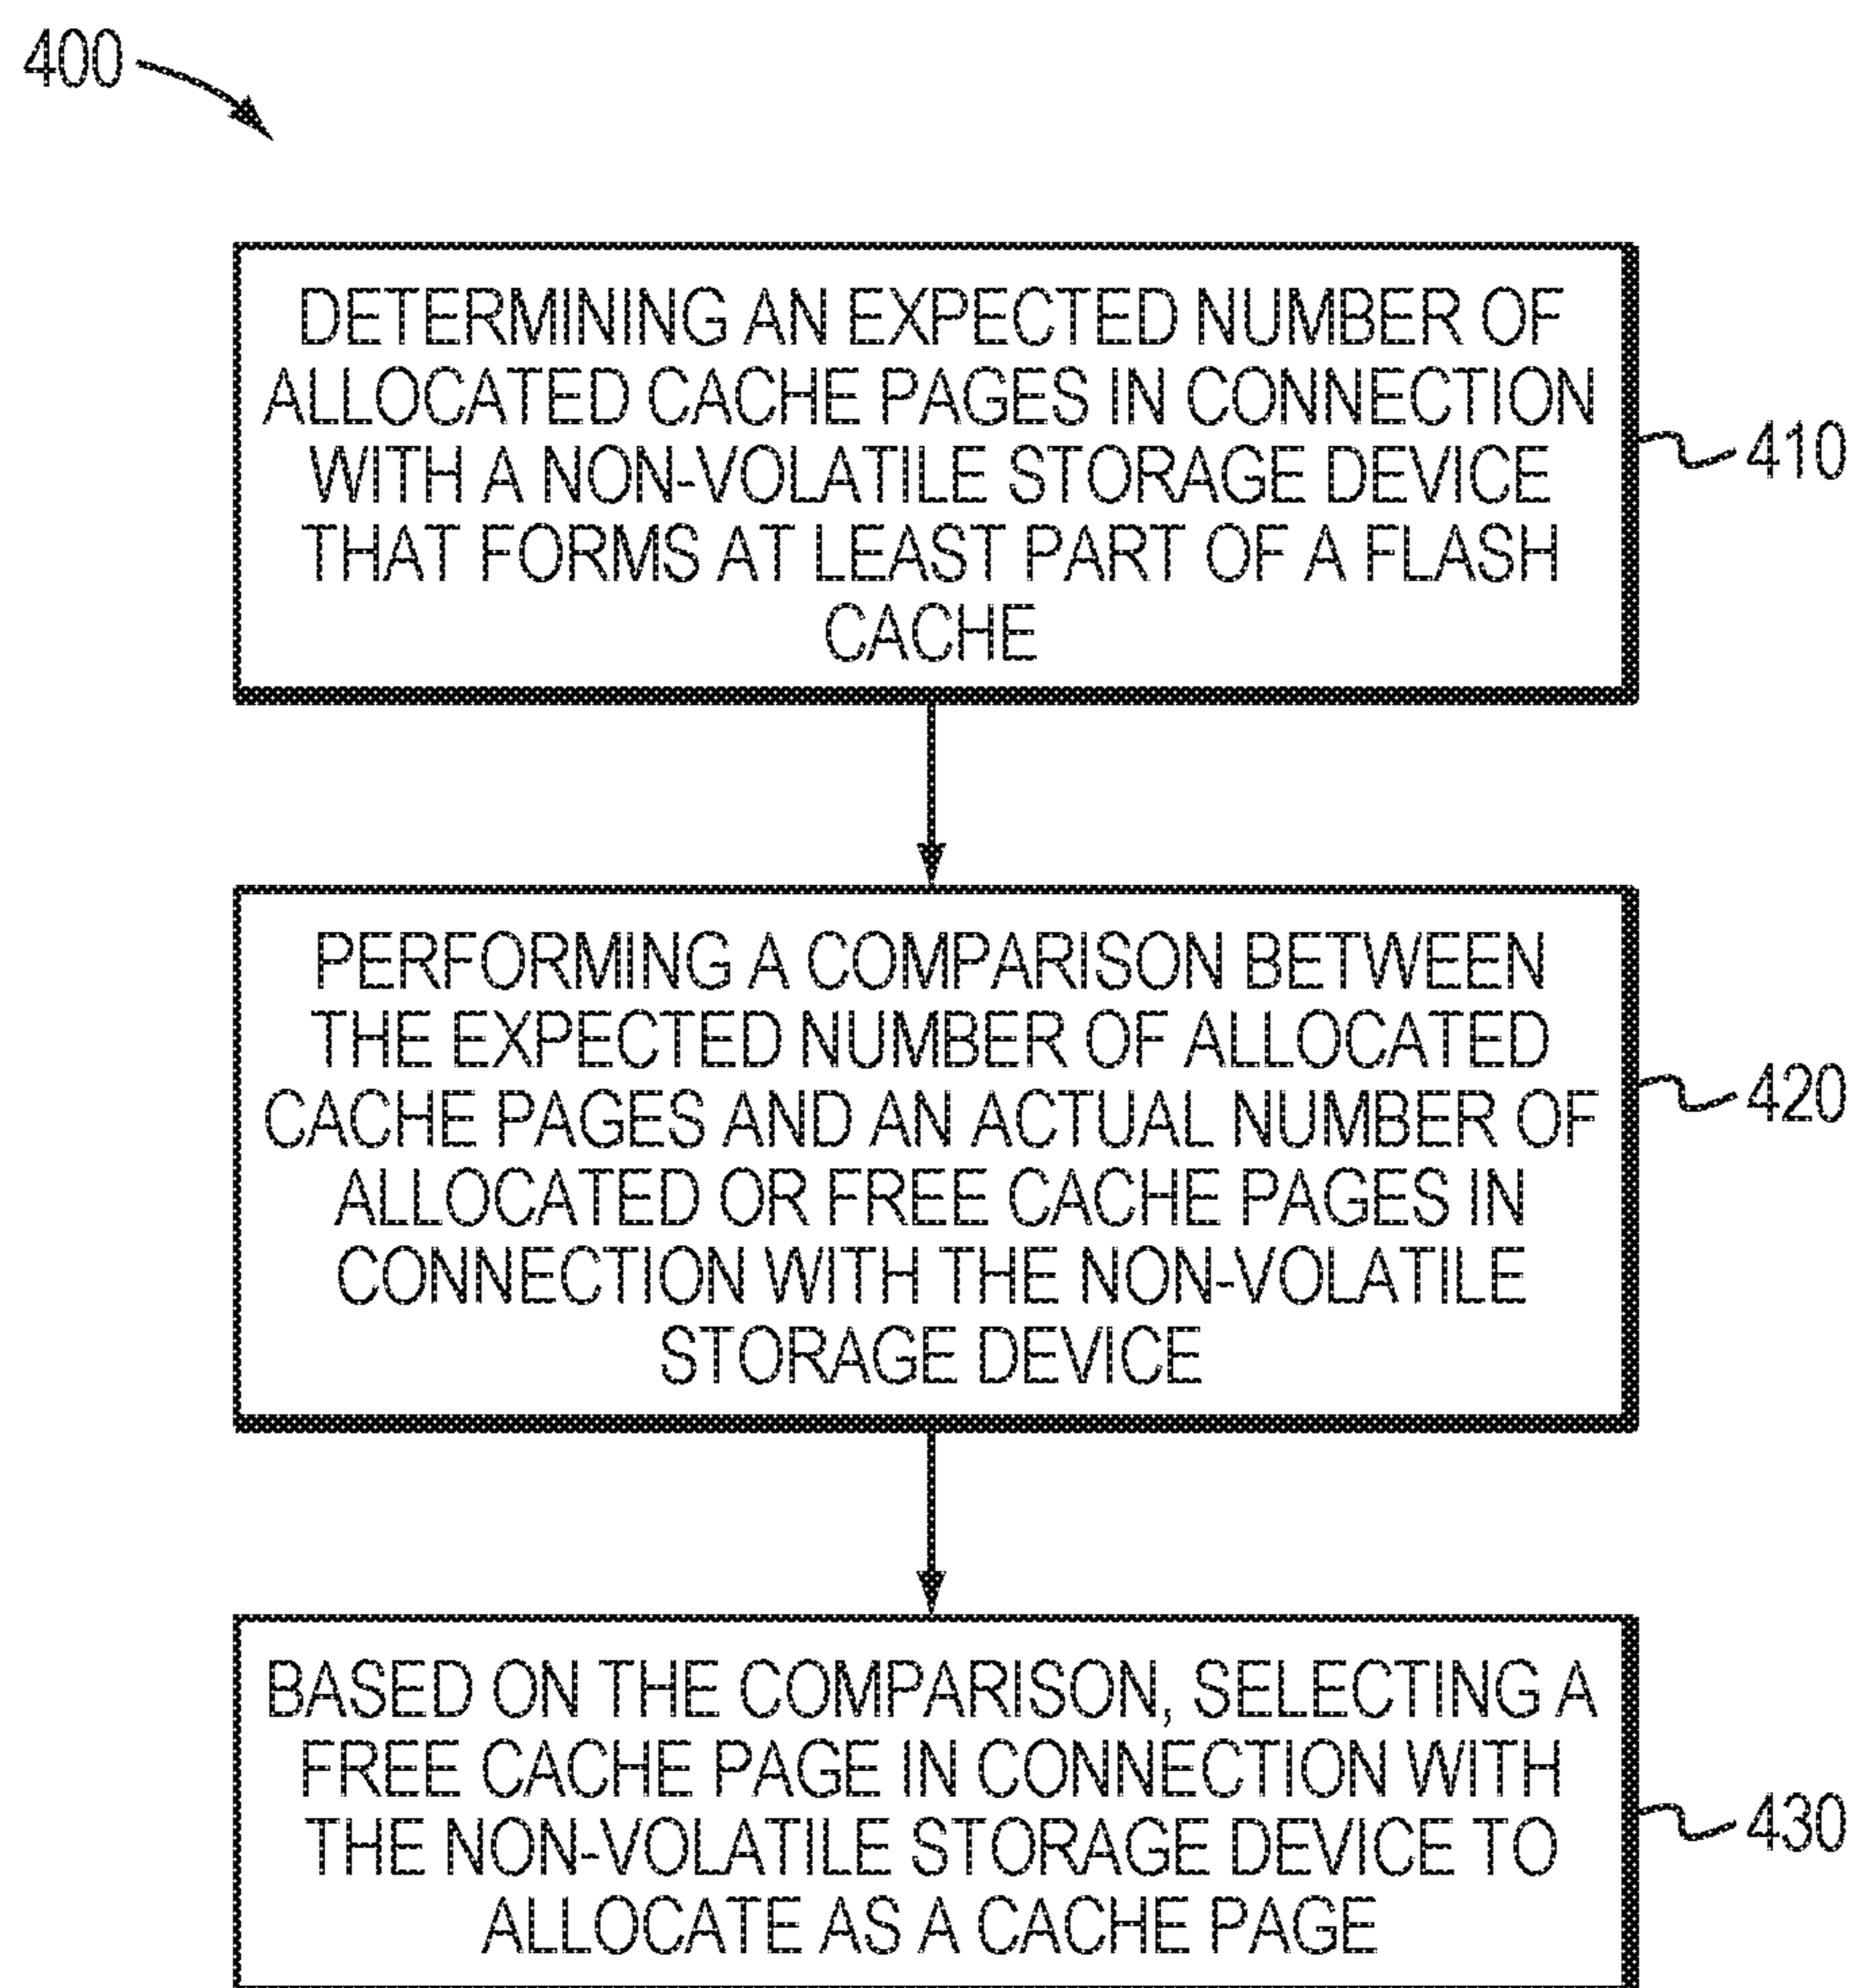 400
DETERMINING AN EXPECTED NUMBER OF
ALLOCATED CACHE PAGES IN CONNECTION
WITH A NON-VOLATILE STORAGE DEVICE
THAT FORMS AT LEAST PART OF A FLASH
CACHE
410
PERFORMING A COMPARISON BETWEEN
THE EXPECTED NUMBER OF ALLOCATED
CACHE PAGES AND AN ACTUAL NUMBER OF
ALLOCATED OR FREE CACHE PAGES IN
CONNECTION WITH THE NON-VOLATILE
STORAGE DEVICE
420
BASED ON THE COMPARISON, SELECTING A
FREE CACHE PAGE IN CONNECTION WITH
THE NON-VOLATILE STORAGE DEVICE TO
ALLOCATE AS A CACHE PAGE
430